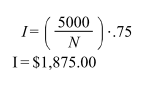 I = ( 5000 / N ) · .75
I = $1,875.00